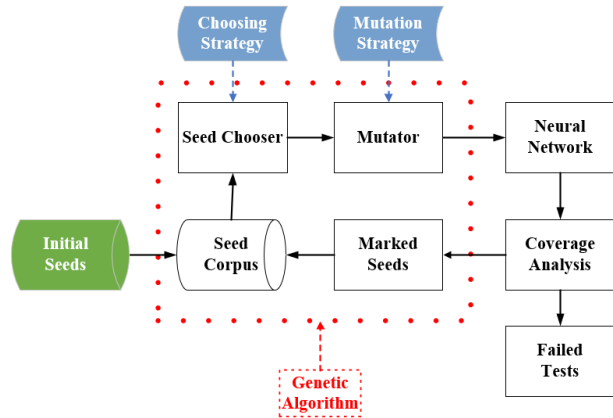 Choosing
Strategy
Mutation
Strategy
Seed Chooser
Mutator
Neural
Network
Initial
Seeds
Seed
Corpus
Marked
Seeds
Coverage
Analysis
Genetic
Algorithm
Failed
Tests